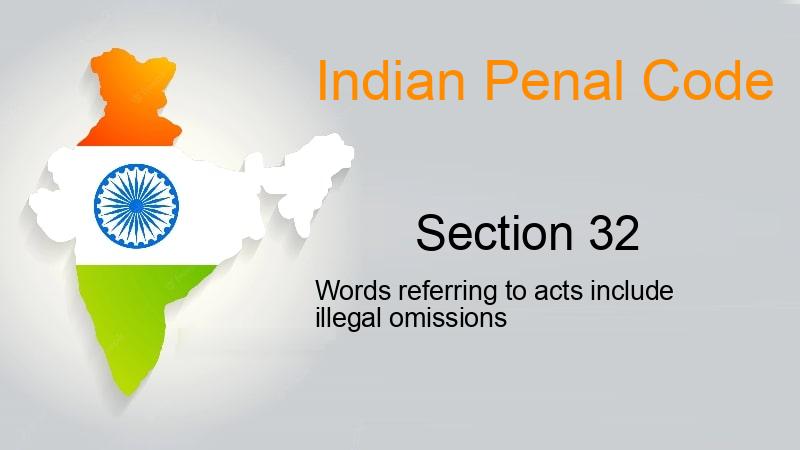 Indian Penal Code
Section 32
Words referring to acts include
illegal omissions